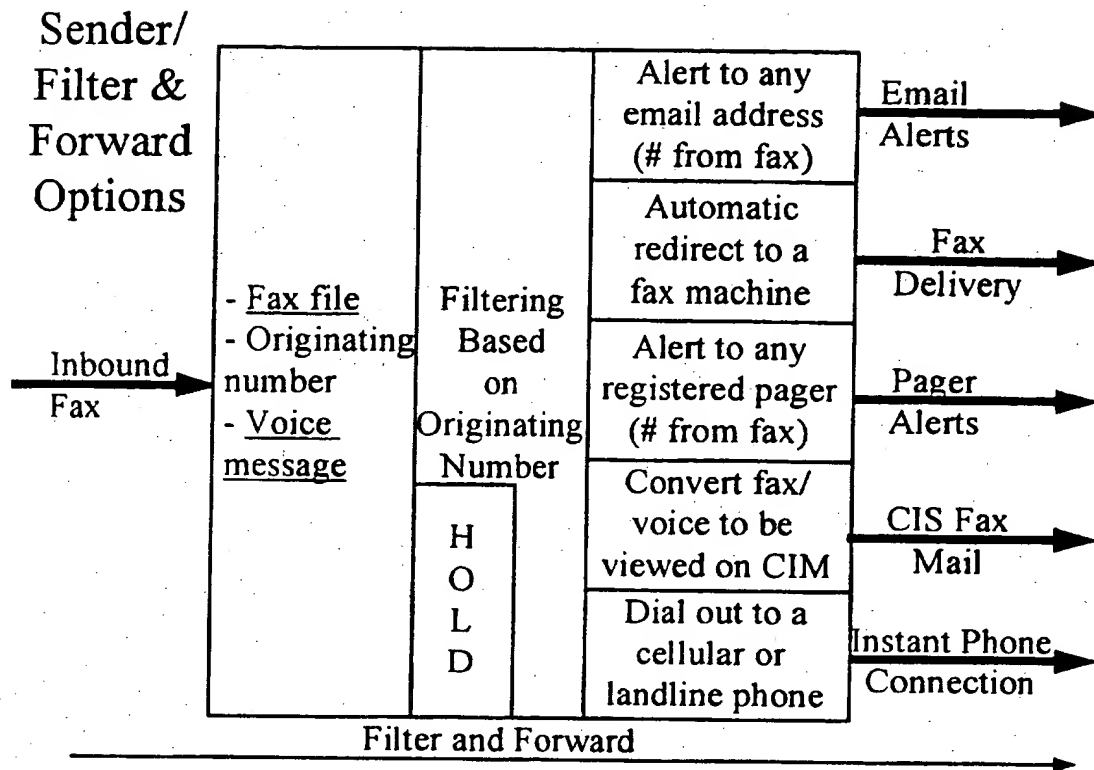 Sender/
Filter &
Forward
Options
Inbound
Fax
- Fax file
- Originating
number
- Voice
message
Filtering
Based
on
Originating
Number
H
O
L
D
Alert to any
email address
(# from fax)
Automatic
redirect to a
fax machine
Alert to any
registered pager
(# from fax)
Convert fax/
voice to be
viewed on CIM
Dial out to a
cellular or
landline phone
Email
Alerts
Fax
Delivery
Pager
Alerts
CIS Fax
Mail
Instant Phone
Connection
Filter and Forward